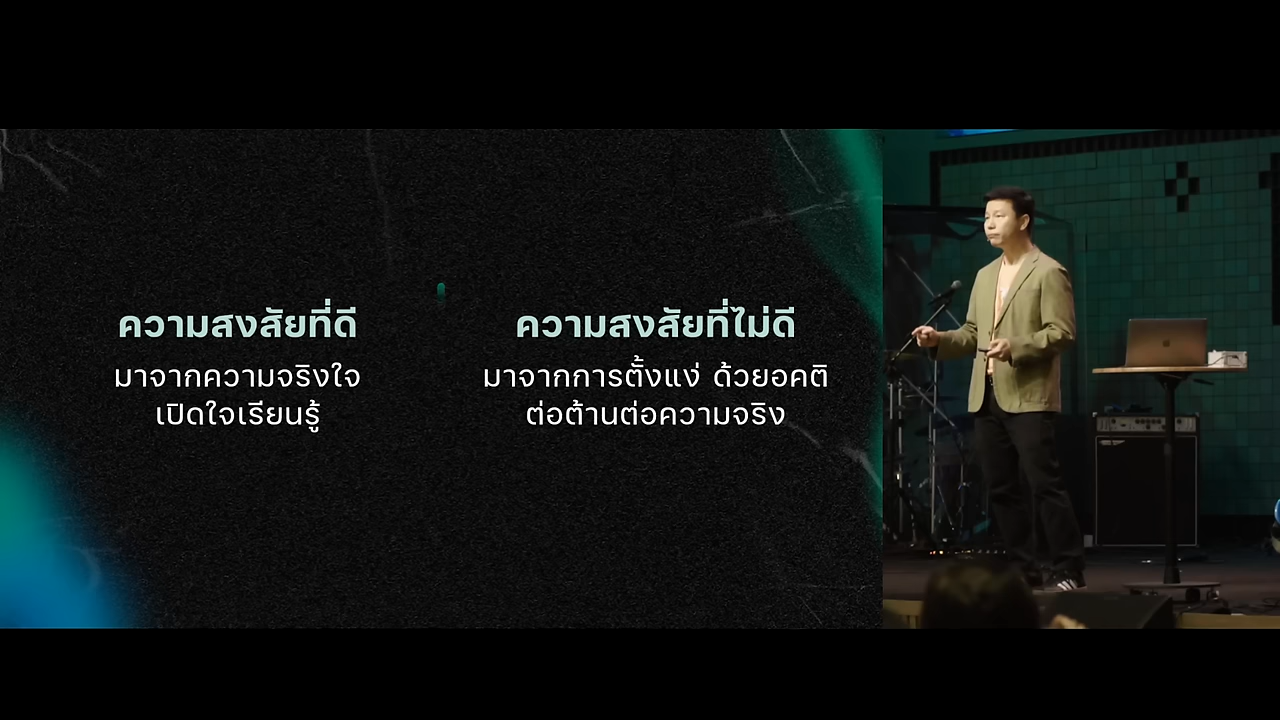 ความสงสัยที่ดี
มาจากความจริงใจ
เปิดใจเรียนรู้
ความสงสัยที่ไม่ดี
มาจากการตั้งแง่ ด้วยอคติ
ต่อต้านต่อความจริง